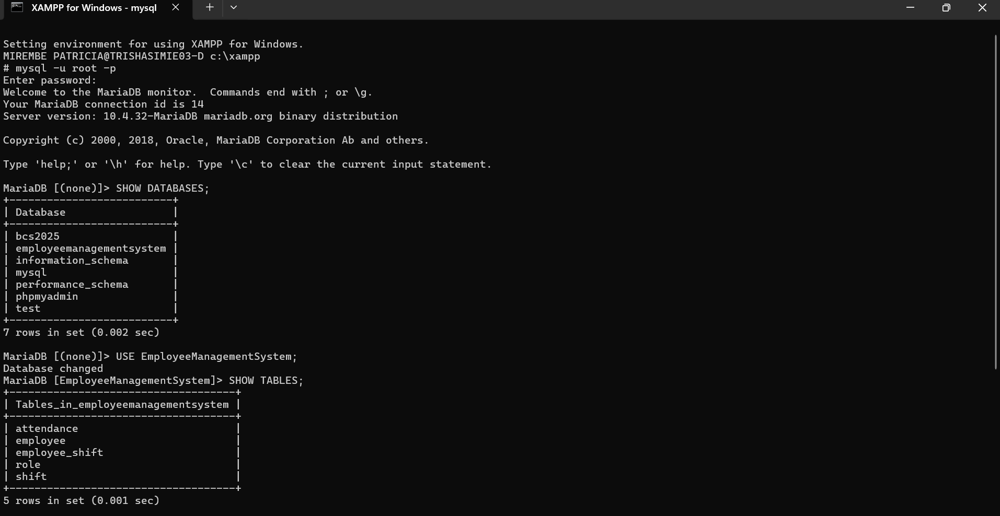 XAMPP for Windows - mysql
Setting environment for using XAMPP for Windows.
MIREMBE PATRICIA@TRISHASIMIE03-D c:\xampp
# mysql -u root -p
Enter password:
Welcome to the MariaDB monitor.  Commands end with ; or \g.
Your MariaDB connection id is 14
Server version: 10.4.32-MariaDB mariadb.org binary distribution
Copyright (c) 2000, 2018, Oracle, MariaDB Corporation Ab and others.
Type 'help;' or '\h' for help. Type '\c' to clear the current input statement.
MariaDB [(none)]> SHOW DATABASES;
+--------------------------+
| Database                 |
+--------------------------+
| bcs2025                  |
| employeemanagementsystem |
| information_schema       |
| mysql                    |
| performance_schema       |
| phpmyadmin               |
| test                     |
+--------------------------+
7 rows in set (0.002 sec)
MariaDB [(none)]> USE EmployeeManagementSystem;
Database changed
MariaDB [EmployeeManagementSystem]> SHOW TABLES;
+------------------------------------+
| Tables_in_employeemanagementsystem |
+------------------------------------+
| attendance                         |
| employee                           |
| employee_shift                     |
| role                               |
| shift                              |
+------------------------------------+
5 rows in set (0.001 sec)